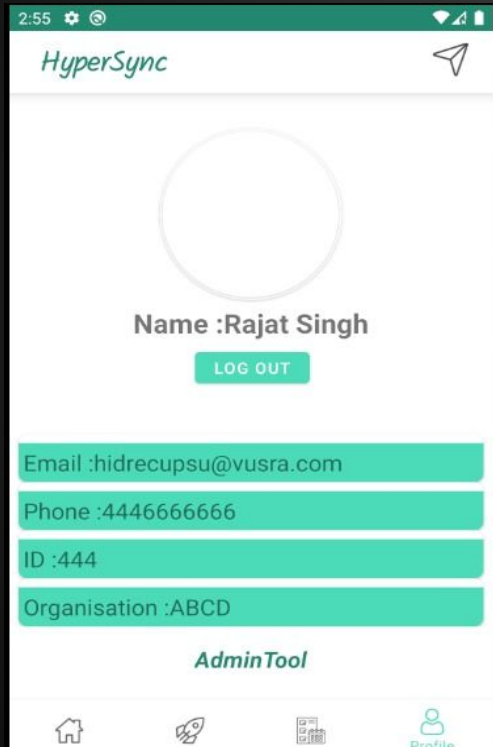 2:55
HyperSync
Name :Rajat Singh
LOG OUT
Email :hidrecupsu@vusra.com
Phone :4446666666
ID :444
Organisation :ABCD
AdminTool
Profile